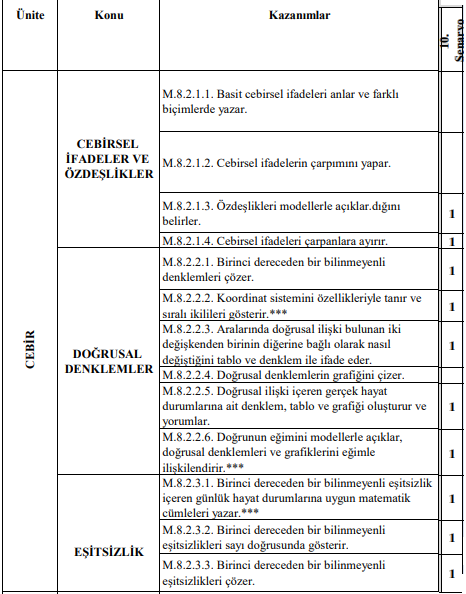 Ünite Konu Kazanımlar 10. Senaryo
CEBİR
CEBİRSEL
İFADELER VE
ÖZDEŞLİKLER
M.8.2.1.1. Basit cebirsel ifadeleri anlar ve farklı
biçimlerde yazar.
M.8.2.1.2. Cebirsel ifadelerin çarpımını yapar.
M.8.2.1.3. Özdeşlikleri modellerle açıklar.dığını
belirler.
1
M.8.2.1.4. Cebirsel ifadeleri çarpanlara ayırır. 1
DOĞRUSAL
DENKLEMLER
M.8.2.2.1. Birinci dereceden bir bilinmeyenli
denklemleri çözer.
1
M.8.2.2.2. Koordinat sistemini özellikleriyle tanır ve
sıralı ikilileri gösterir.***
1
M.8.2.2.3. Aralarında doğrusal ilişki bulunan iki
değişkenden birinin diğerine bağlı olarak nasıl
değiştiğini tablo ve denklem ile ifade eder.
1
M.8.2.2.4. Doğrusal denklemlerin grafiğini çizer.
M.8.2.2.5. Doğrusal ilişki içeren gerçek hayat
durumlarına ait denklem, tablo ve grafiği oluşturur ve
yorumlar.
1
M.8.2.2.6. Doğrunun eğimini modellerle açıklar,
doğrusal denklemleri ve grafiklerini eğimle
ilişkilendirir.***
1
EŞİTSİZLİK
M.8.2.3.1. Birinci dereceden bir bilinmeyenli eşitsizlik
içeren günlük hayat durumlarına uygun matematik
cümleleri yazar.***
1
M.8.2.3.2. Birinci dereceden bir bilinmeyenli
eşitsizlikleri sayı doğrusunda gösterir.
1
M.8.2.3.3. Birinci dereceden bir bilinmeyenli
eşitsizlikleri çözer.
1